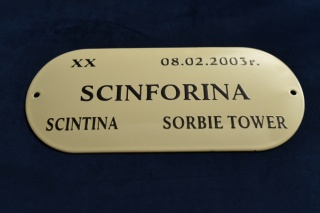 XX 08.02.2003г.
SCINFORINA
SCINTINA SORBIE TOWER